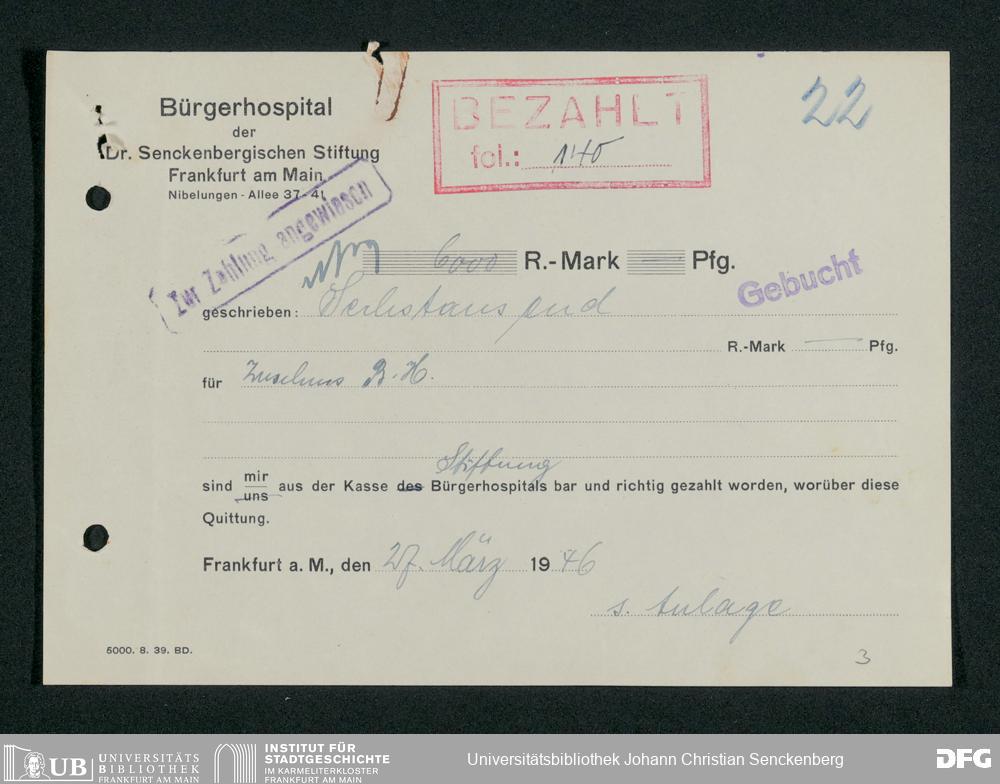 Bürgerhospital
der
Dr. Senckenbergischen Stiftung
Frankfurt am Main
Nibelungen - Allee 37-41
BEZAHLT
fol.: 140
22
Zur Zahlung angewiesen
6000 R.-Mark — Pfg.
Gebucht
geschrieben: Sechstausend
R.-Mark — Pfg.
für Zuschuss B.-H.
Stiftung
sind mir/uns aus der Kasse des Bürgerhospitals bar und richtig gezahlt worden, worüber diese
Quittung.
Frankfurt a. M., den 27. März 1946
s. Anlage
5000. 8. 39. BD.
3
UB UNIVERSITÄTS BIBLIOTHEK FRANKFURT AM MAIN
INSTITUT FÜR STADTGESCHICHTE IM KARMELITERKLOSTER FRANKFURT AM MAIN
Universitätsbibliothek Johann Christian Senckenberg
DFG